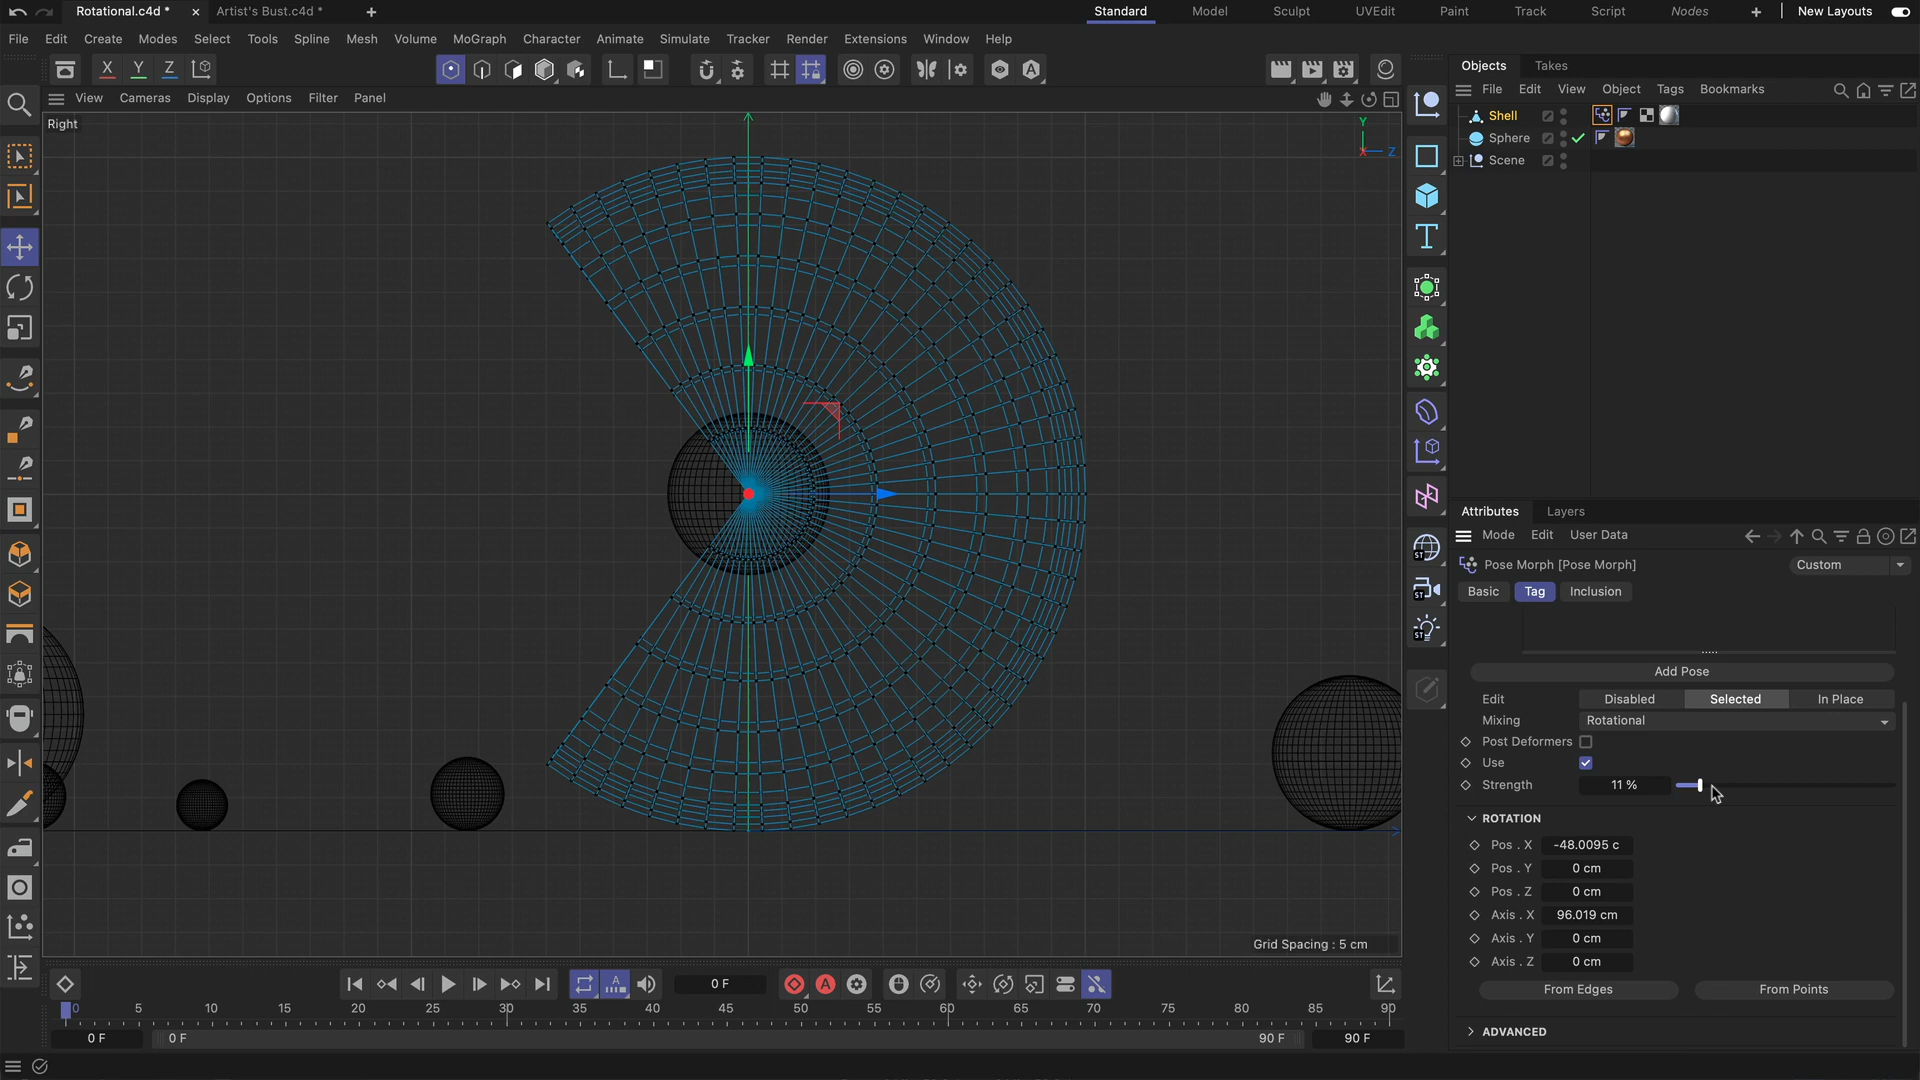 Rotational.c4d *
Artist's Bust.c4d *
Standard
Model
Sculpt
UVEdit
Paint
Track
Script
Nodes
New Layouts
File Edit Create Modes Select Tools Spline Mesh Volume MoGraph Character Animate Simulate Tracker Render Extensions Window Help
X Y Z
View Cameras Display Options Filter Panel
Right
Y
X Z
Grid Spacing : 5 cm
Objects Takes
File Edit View Object Tags Bookmarks
Shell
Sphere
Scene
ST
ST
ST
Attributes Layers
Mode Edit User Data
Pose Morph [Pose Morph]
Custom
Basic Tag Inclusion
Add Pose
Edit Disabled Selected In Place
Mixing Rotational
Post Deformers
Use
Strength 11 %
ROTATION
Pos . X -48.0095 c
Pos . Y 0 cm
Pos . Z 0 cm
Axis . X 96.019 cm
Axis . Y 0 cm
Axis . Z 0 cm
From Edges From Points
ADVANCED
0 F
0 5 10 15 20 25 30 35 40 45 50 55 60 65 70 75 80 85 90
0 F 0 F 90 F 90 F